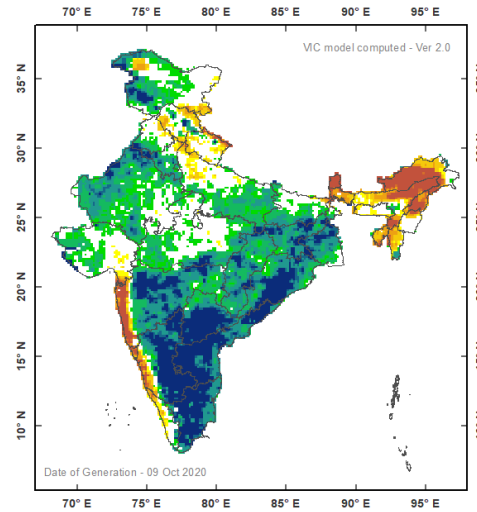 70° E 75° E 80° E 85° E 90° E 95° E
VIC model computed - Ver 2.0
35° N
30° N
25° N
20° N
15° N
10° N
Date of Generation - 09 Oct 2020
70° E 75° E 80° E 85° E 90° E 95° E